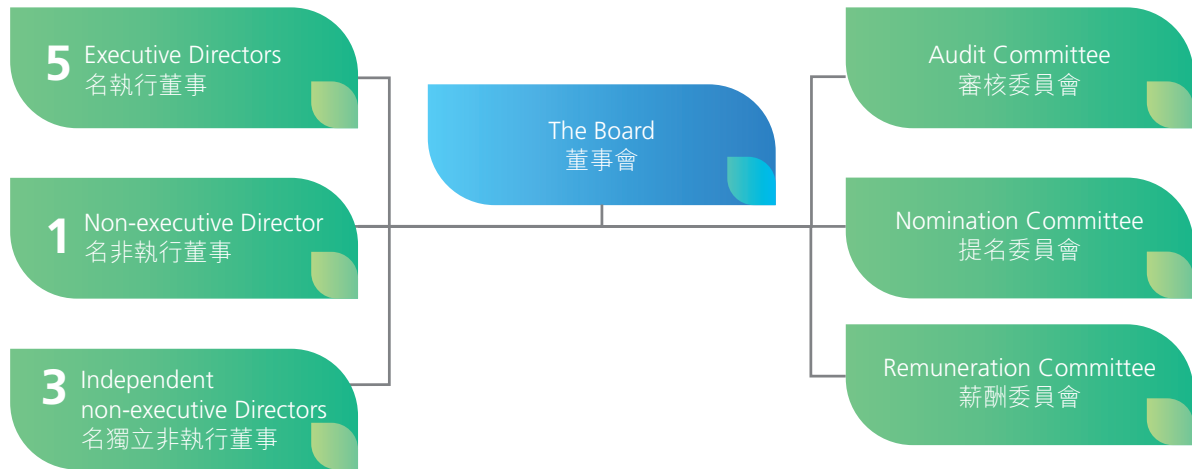 5 Executive Directors
名執行董事
1 Non-executive Director
名非執行董事
3 Independent
non-executive Directors
名獨立非執行董事
The Board
董事會
Audit Committee
審核委員會
Nomination Committee
提名委員會
Remuneration Committee
薪酬委員會